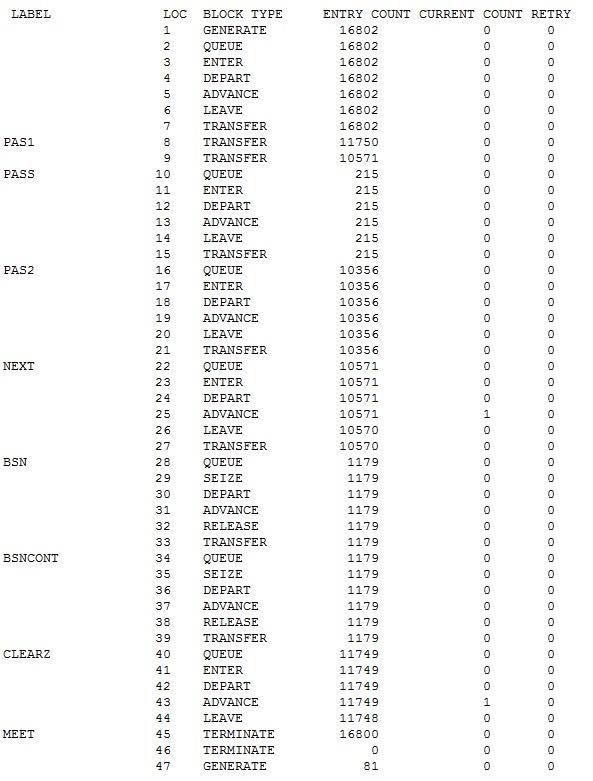 LABEL LOC BLOCK TYPE ENTRY COUNT CURRENT COUNT RETRY
1 GENERATE 16802 0 0
2 QUEUE 16802 0 0
3 ENTER 16802 0 0
4 DEPART 16802 0 0
5 ADVANCE 16802 0 0
6 LEAVE 16802 0 0
7 TRANSFER 16802 0 0
PAS1 8 TRANSFER 11750 0 0
9 TRANSFER 10571 0 0
PASS 10 QUEUE 215 0 0
11 ENTER 215 0 0
12 DEPART 215 0 0
13 ADVANCE 215 0 0
14 LEAVE 215 0 0
15 TRANSFER 215 0 0
PAS2 16 QUEUE 10356 0 0
17 ENTER 10356 0 0
18 DEPART 10356 0 0
19 ADVANCE 10356 0 0
20 LEAVE 10356 0 0
21 TRANSFER 10356 0 0
NEXT 22 QUEUE 10571 0 0
23 ENTER 10571 0 0
24 DEPART 10571 0 0
25 ADVANCE 10571 1 0
26 LEAVE 10570 0 0
27 TRANSFER 10570 0 0
BSN 28 QUEUE 1179 0 0
29 SEIZE 1179 0 0
30 DEPART 1179 0 0
31 ADVANCE 1179 0 0
32 RELEASE 1179 0 0
33 TRANSFER 1179 0 0
BSNCONT 34 QUEUE 1179 0 0
35 SEIZE 1179 0 0
36 DEPART 1179 0 0
37 ADVANCE 1179 0 0
38 RELEASE 1179 0 0
39 TRANSFER 1179 0 0
CLEARZ 40 QUEUE 11749 0 0
41 ENTER 11749 0 0
42 DEPART 11749 0 0
43 ADVANCE 11749 1 0
44 LEAVE 11748 0 0
MEET 45 TERMINATE 16800 0 0
46 TERMINATE 0 0 0
47 GENERATE 81 0 0